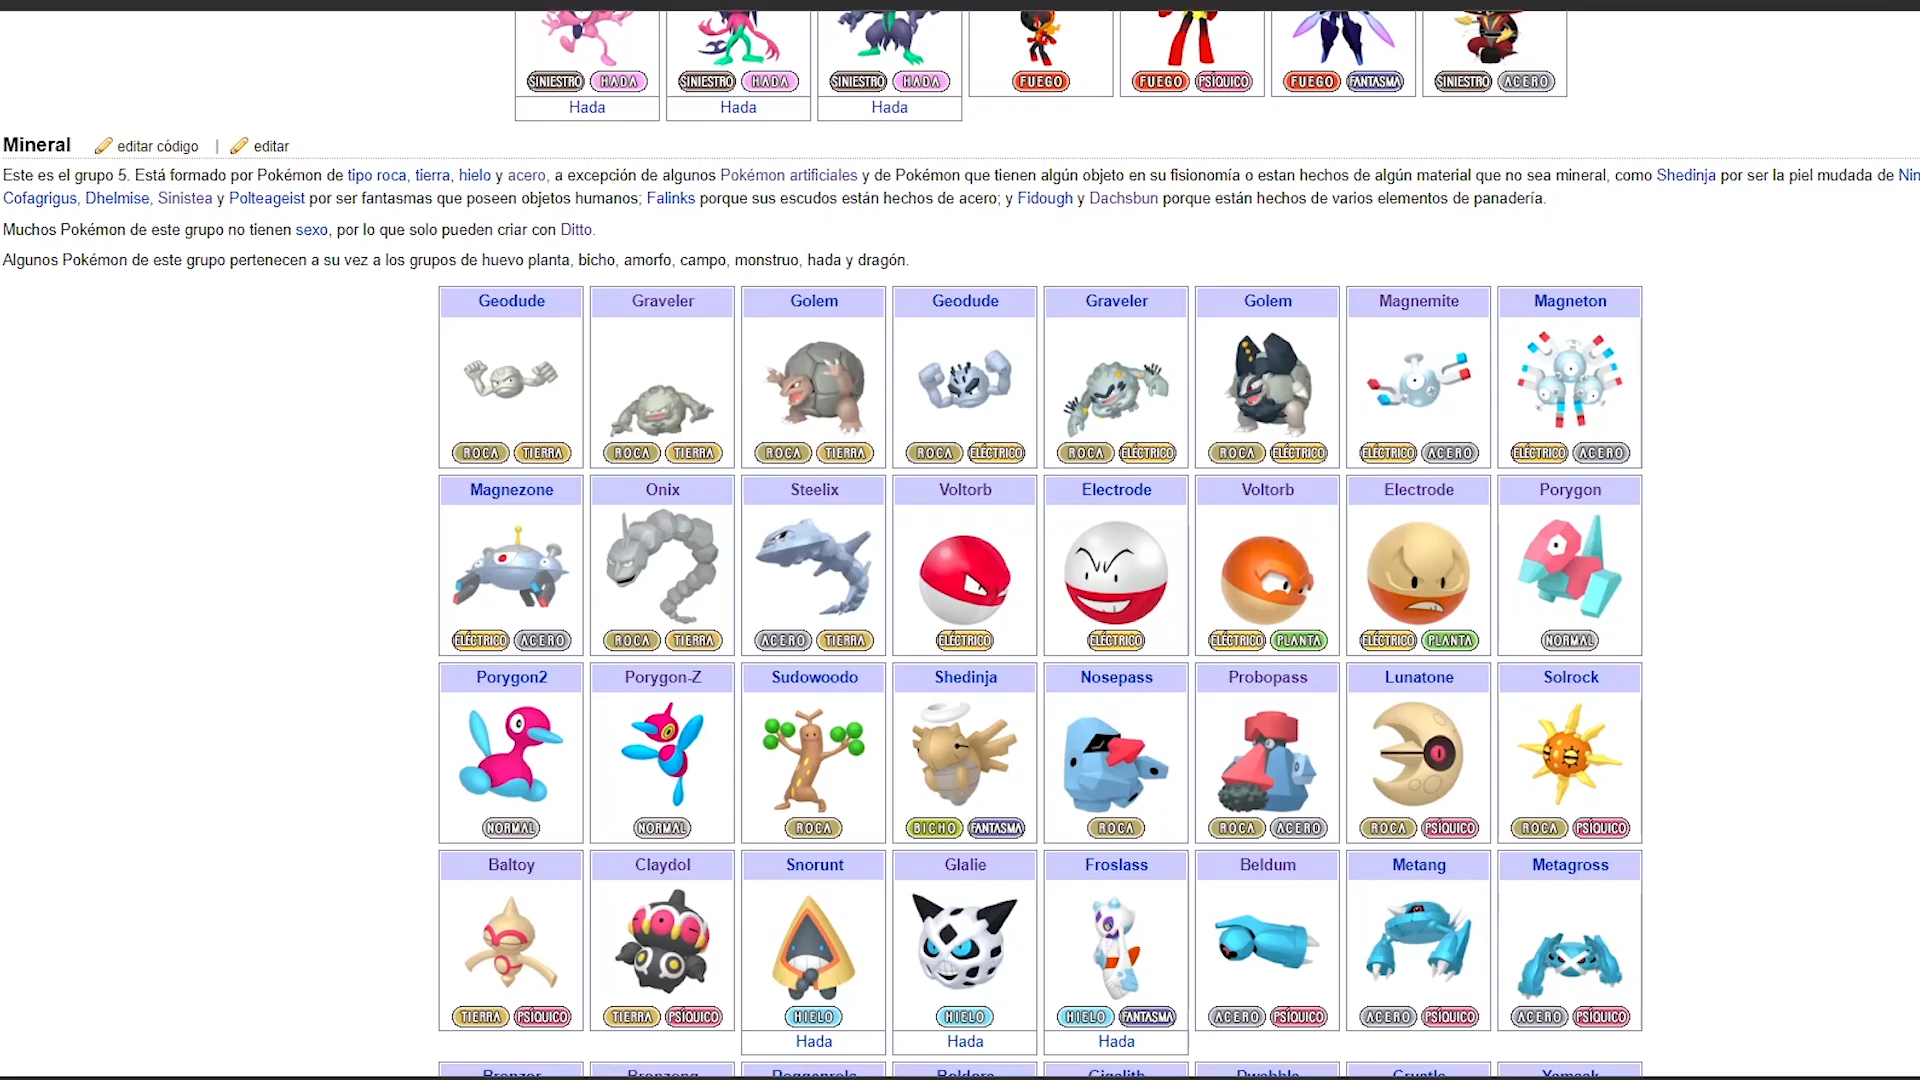 SINIESTRO HADA SINIESTRO HADA SINIESTRO HADA FUEGO FUEGO PSÍQUICO FUEGO FANTASMA SINIESTRO ACERO
Hada Hada Hada
Mineral editar código | editar
Este es el grupo 5. Está formado por Pokémon de tipo roca, tierra, hielo y acero, a excepción de algunos Pokémon artificiales y de Pokémon que tienen algún objeto en su fisionomía o estan hechos de algún material que no sea mineral, como Shedinja por ser la piel mudada de Nin
Cofagrigus, Dhelmise, Sinistea y Polteageist por ser fantasmas que poseen objetos humanos; Falinks porque sus escudos están hechos de acero; y Fidough y Dachsbun porque están hechos de varios elementos de panadería.
Muchos Pokémon de este grupo no tienen sexo, por lo que solo pueden criar con Ditto.
Algunos Pokémon de este grupo pertenecen a su vez a los grupos de huevo planta, bicho, amorfo, campo, monstruo, hada y dragón.
Geodude Graveler Golem Geodude Graveler Golem Magnemite Magneton
ROCA TIERRA ROCA TIERRA ROCA TIERRA ROCA ELÉCTRICO ROCA ELÉCTRICO ROCA ELÉCTRICO ELÉCTRICO ACERO ELÉCTRICO ACERO
Magnezone Onix Steelix Voltorb Electrode Voltorb Electrode Porygon
ELÉCTRICO ACERO ROCA TIERRA ACERO TIERRA ELÉCTRICO ELÉCTRICO ELÉCTRICO PLANTA ELÉCTRICO PLANTA NORMAL
Porygon2 Porygon-Z Sudowoodo Shedinja Nosepass Probopass Lunatone Solrock
NORMAL NORMAL ROCA BICHO FANTASMA ROCA ROCA ACERO ROCA PSÍQUICO ROCA PSÍQUICO
Baltoy Claydol Snorunt Glalie Froslass Beldum Metang Metagross
TIERRA PSÍQUICO TIERRA PSÍQUICO HIELO HIELO HIELO FANTASMA ACERO PSÍQUICO ACERO PSÍQUICO ACERO PSÍQUICO
Hada Hada Hada